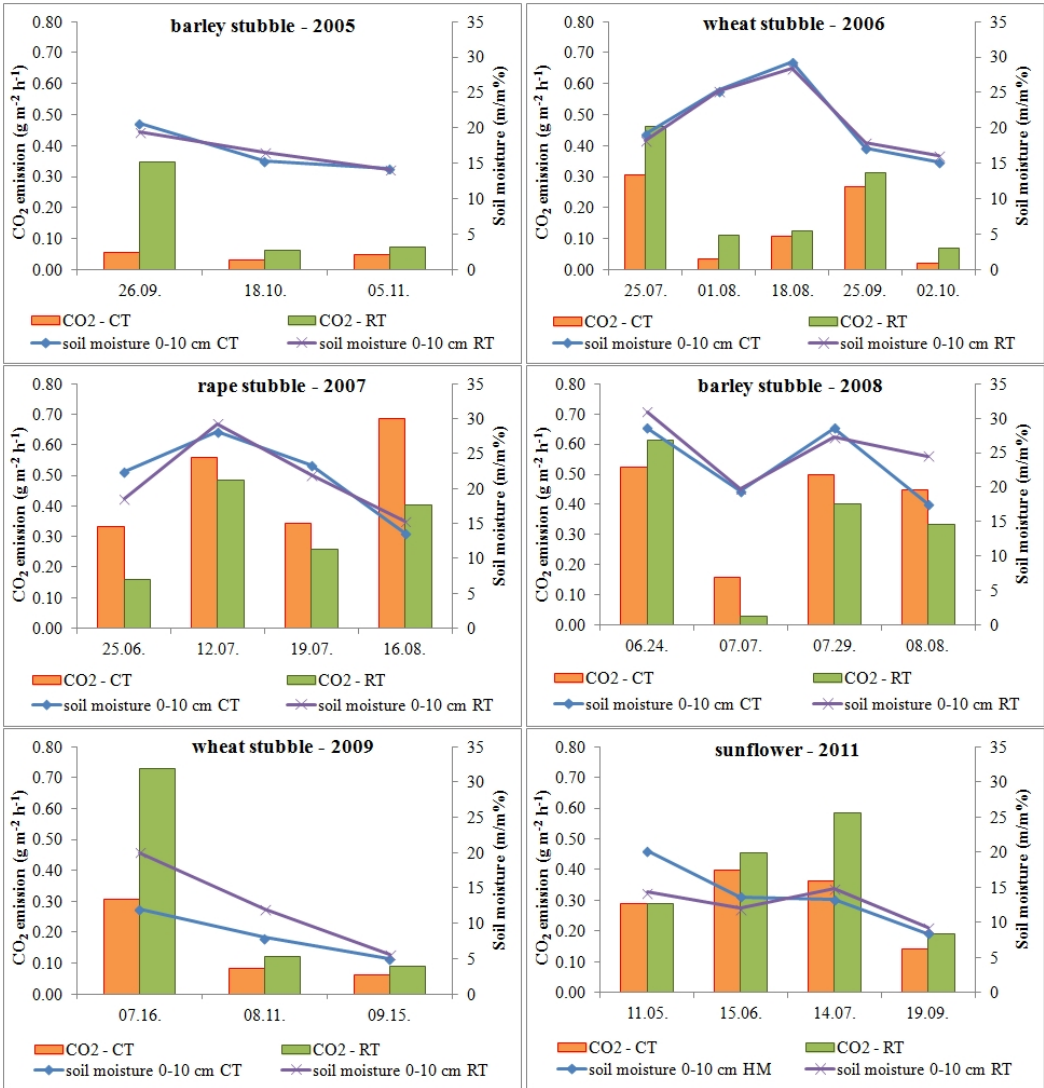 barley stubble - 2005
CO2 emission (g m-2 h-1)
0.80
0.70
0.60
0.50
0.40
0.30
0.20
0.10
0.00
35
30
25
20
15
10
5
0
Soil moisture (m/m%)
26.09. 18.10. 05.11.
CO2 - CT CO2 - RT
soil moisture 0-10 cm CT soil moisture 0-10 cm RT
wheat stubble - 2006
CO2 emission (g m-2 h-1)
0.80
0.70
0.60
0.50
0.40
0.30
0.20
0.10
0.00
35
30
25
20
15
10
5
0
Soil moisture (m/m%)
25.07. 01.08. 18.08. 25.09. 02.10.
CO2 - CT CO2 - RT
soil moisture 0-10 cm CT soil moisture 0-10 cm RT
rape stubble - 2007
CO2 emission (g m-2 h-1)
0.80
0.70
0.60
0.50
0.40
0.30
0.20
0.10
0.00
35
30
25
20
15
10
5
0
Soil moisture (m/m%)
25.06. 12.07. 19.07. 16.08.
CO2 - CT CO2 - RT
soil moisture 0-10 cm CT soil moisture 0-10 cm RT
barley stubble - 2008
CO2 emission (g m-2 h-1)
0.80
0.70
0.60
0.50
0.40
0.30
0.20
0.10
0.00
35
30
25
20
15
10
5
0
Soil moisture (m/m%)
06.24. 07.07. 07.29. 08.08.
CO2 - CT CO2 - RT
soil moisture 0-10 cm CT soil moisture 0-10 cm RT
wheat stubble - 2009
CO2 emission (g m-2 h-1)
0.80
0.70
0.60
0.50
0.40
0.30
0.20
0.10
0.00
35
30
25
20
15
10
5
0
Soil moisture (m/m%)
07.16. 08.11. 09.15.
CO2 - CT CO2 - RT
soil moisture 0-10 cm CT soil moisture 0-10 cm RT
sunflower - 2011
CO2 emission (g m-2 h-1)
0.80
0.70
0.60
0.50
0.40
0.30
0.20
0.10
0.00
35
30
25
20
15
10
5
0
Soil moisture (m/m%)
11.05. 15.06. 14.07. 19.09.
CO2 - CT CO2 - RT
soil moisture 0-10 cm HM soil moisture 0-10 cm RT